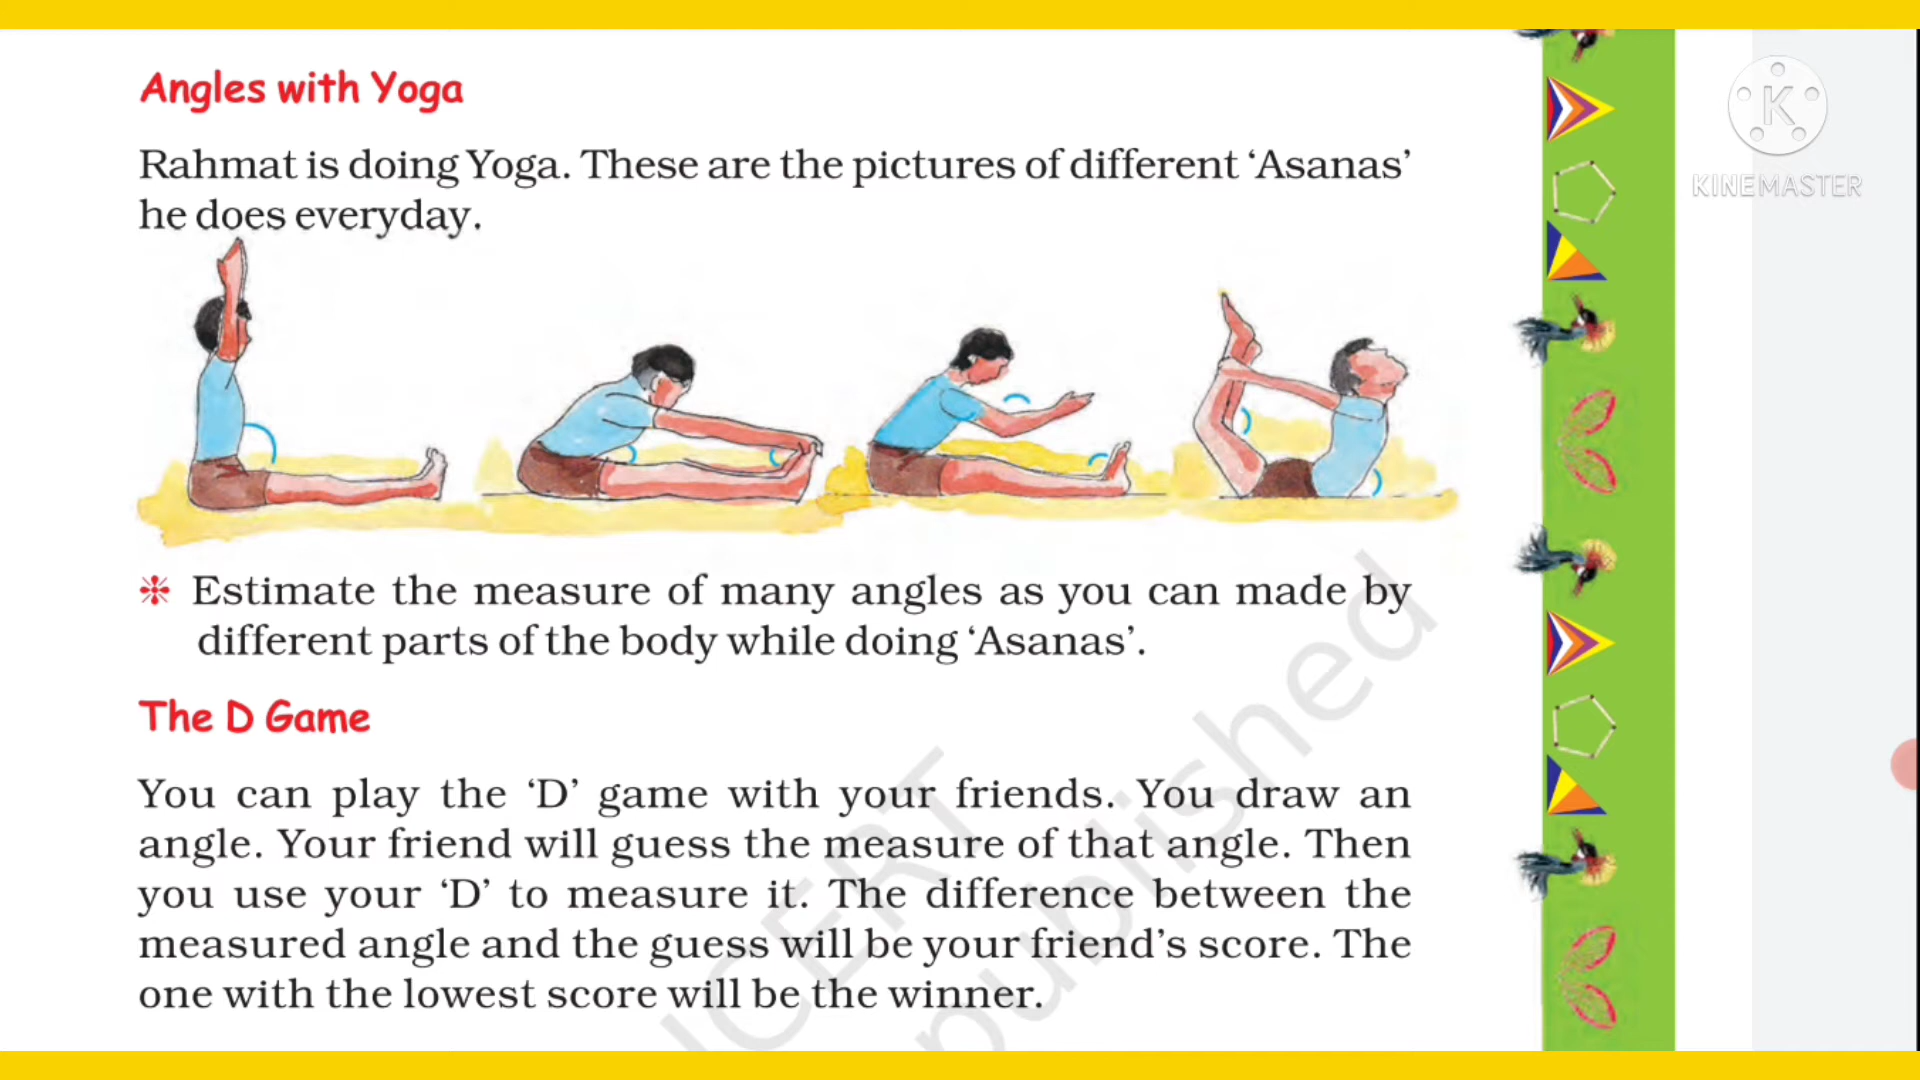 Angles with Yoga
Rahmat is doing Yoga. These are the pictures of different ‘Asanas’
he does everyday.
❉ Estimate the measure of many angles as you can made by
different parts of the body while doing ‘Asanas’.
The D Game
You can play the ‘D’ game with your friends. You draw an
angle. Your friend will guess the measure of that angle. Then
you use your ‘D’ to measure it. The difference between the
measured angle and the guess will be your friend’s score. The
one with the lowest score will be the winner.
K
KINEMASTER
NCERT
published